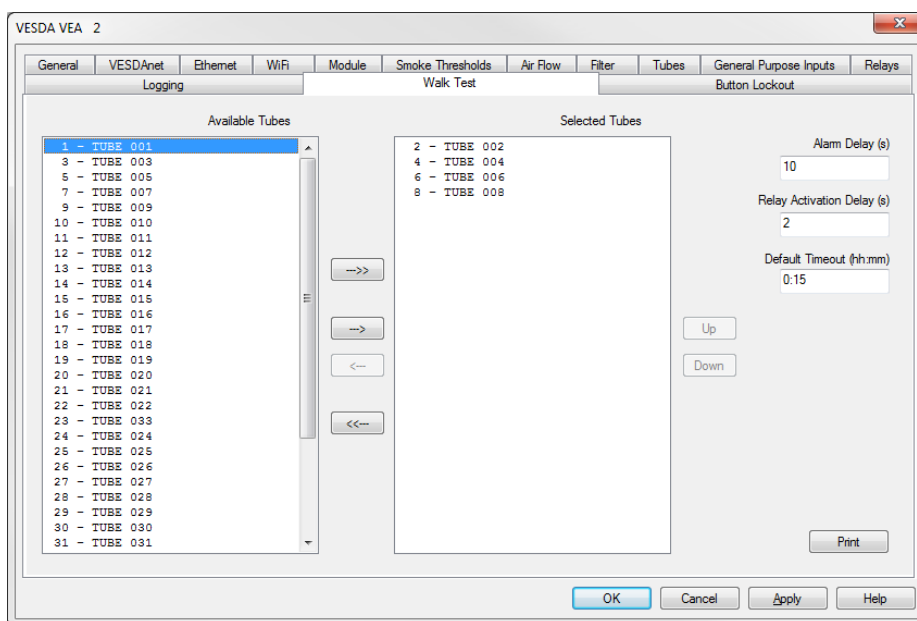 VESDA VEA 2
General VESDAnet Ethernet WiFi Module Smoke Thresholds Air Flow Filter Tubes General Purpose Inputs Relays
Logging Walk Test Button Lockout
Available Tubes
1 - TUBE 001
3 - TUBE 003
5 - TUBE 005
7 - TUBE 007
9 - TUBE 009
10 - TUBE 010
11 - TUBE 011
12 - TUBE 012
13 - TUBE 013
14 - TUBE 014
15 - TUBE 015
16 - TUBE 016
17 - TUBE 017
18 - TUBE 018
19 - TUBE 019
20 - TUBE 020
21 - TUBE 021
22 - TUBE 022
23 - TUBE 033
24 - TUBE 024
25 - TUBE 025
26 - TUBE 026
27 - TUBE 027
28 - TUBE 028
29 - TUBE 029
30 - TUBE 030
31 - TUBE 031
--->>
--->
<---
<<---
Selected Tubes
2 - TUBE 002
4 - TUBE 004
6 - TUBE 006
8 - TUBE 008
Alarm Delay (s)
10
Relay Activation Delay (s)
2
Default Timeout (hh:mm)
0:15
Up
Down
Print
OK Cancel Apply Help